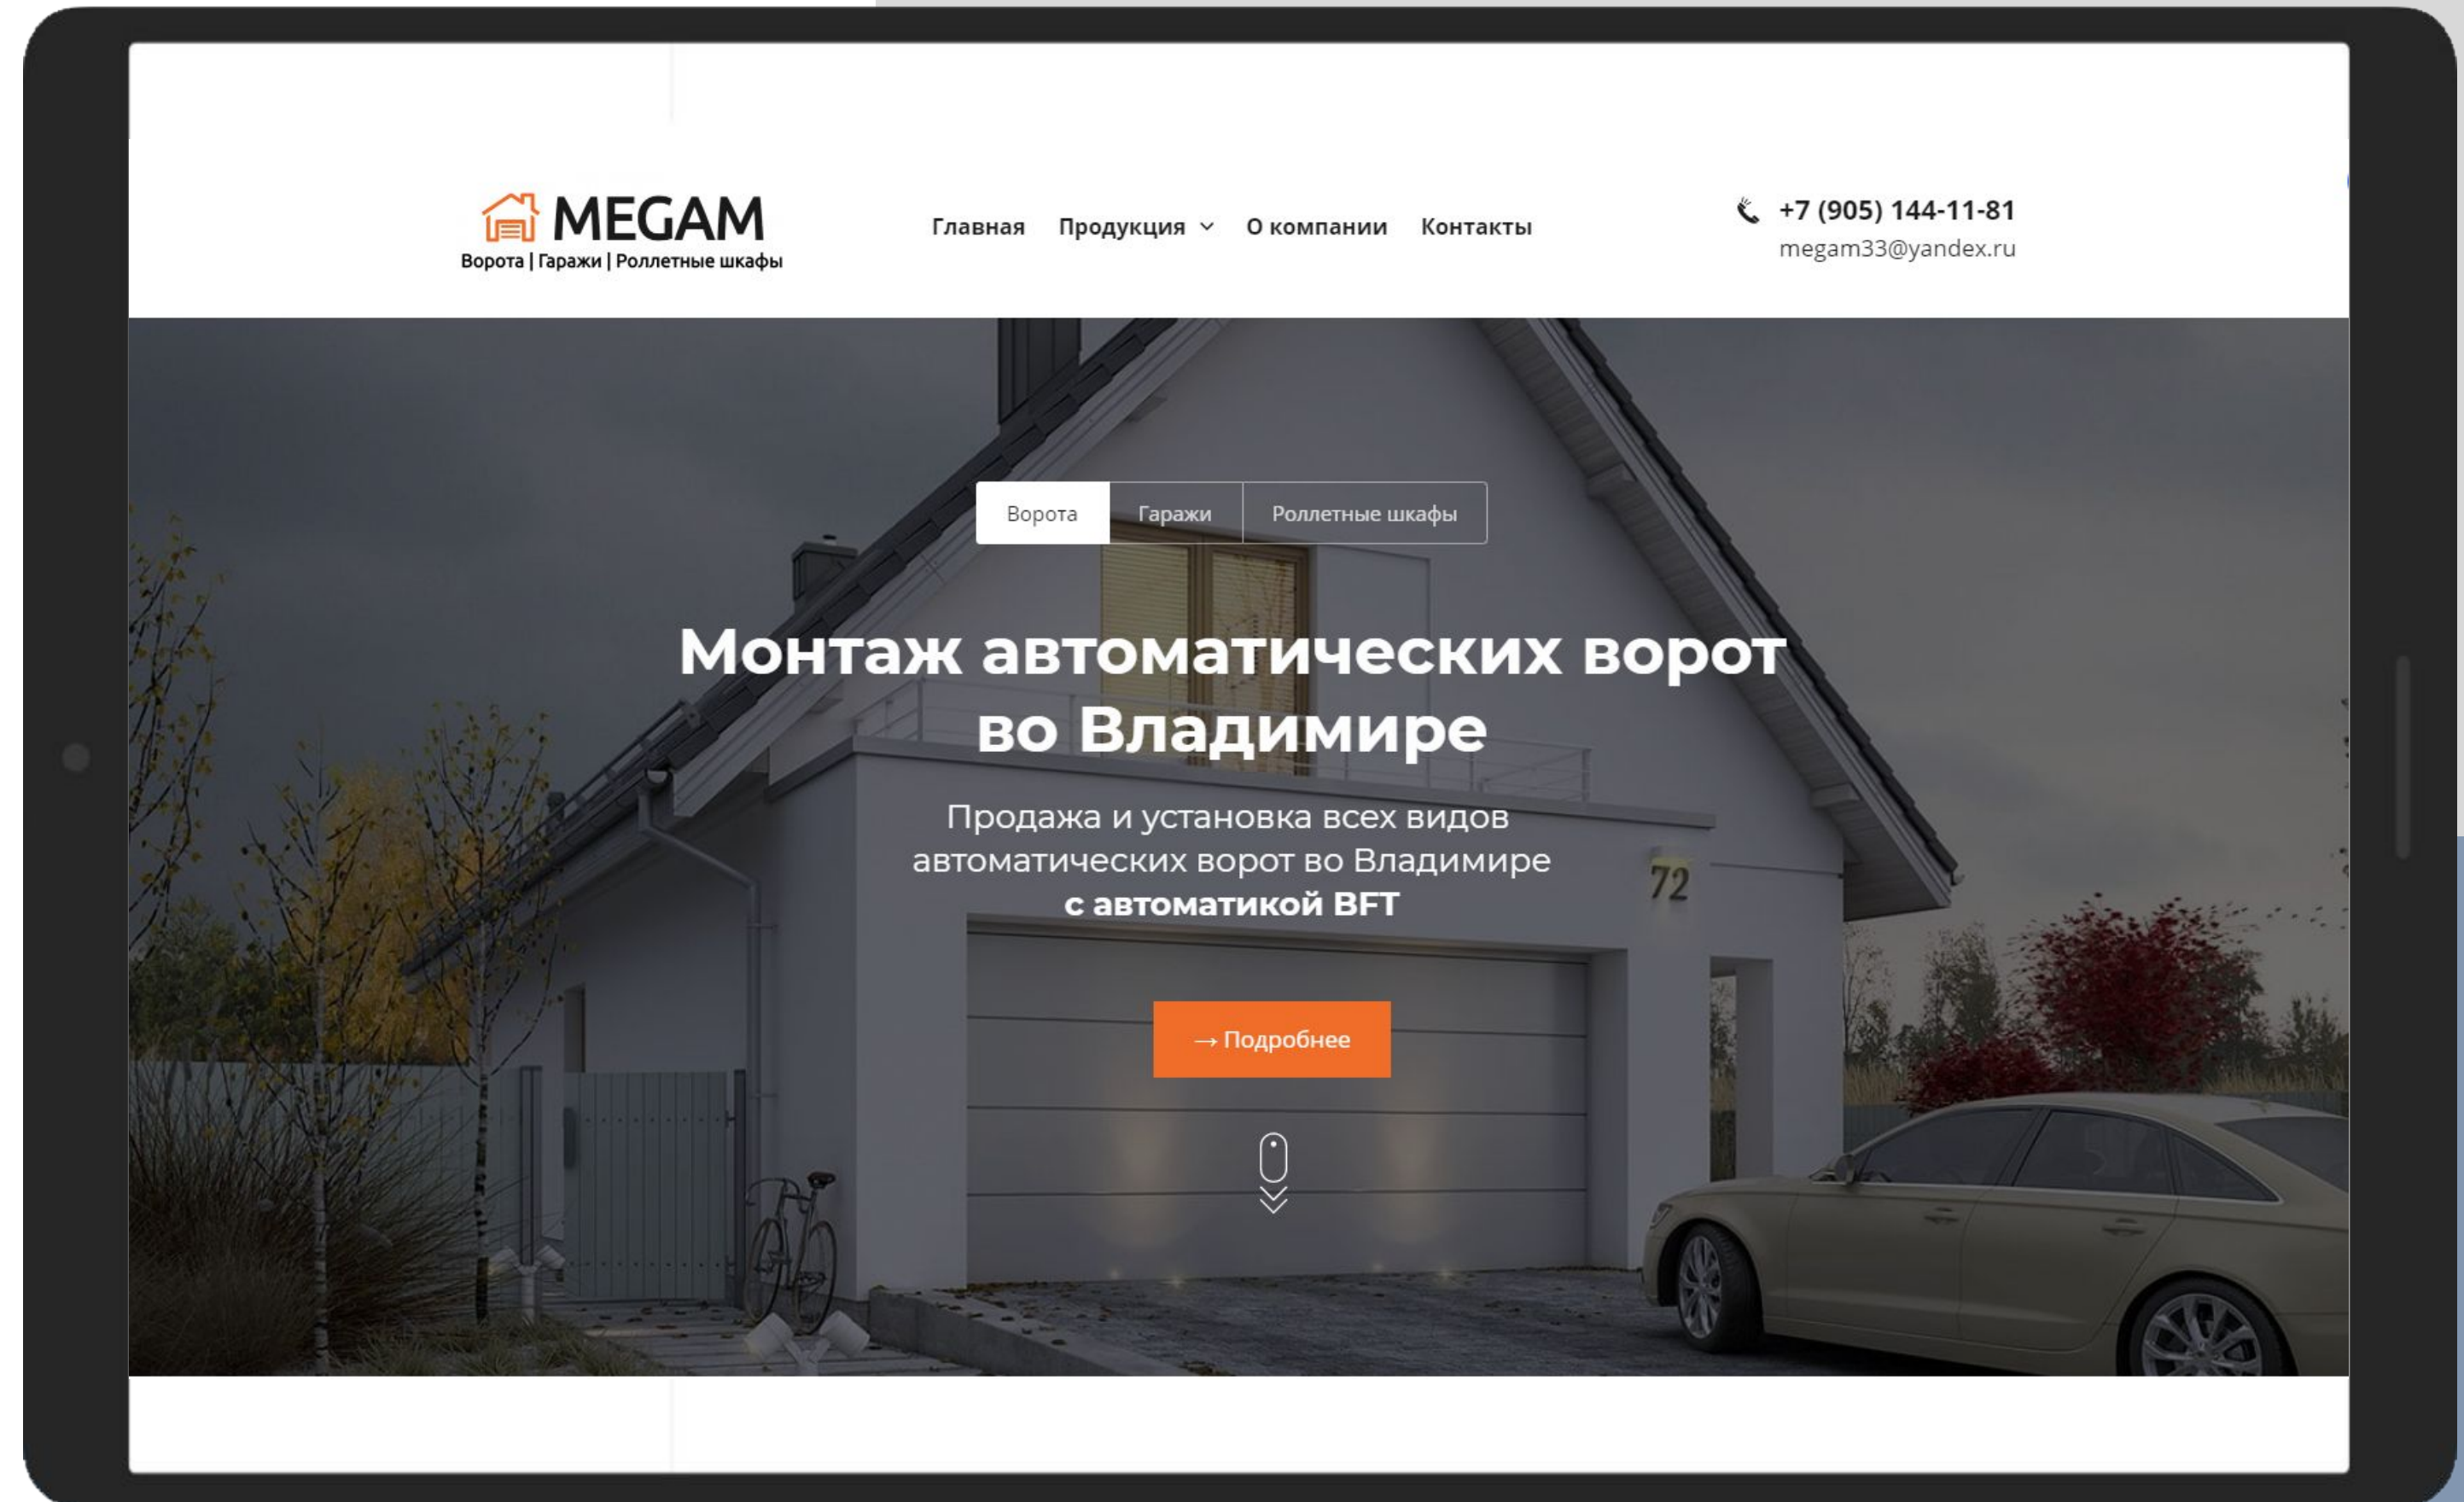 MEGAM
Ворота | Гаражи | Роллетные шкафы
Главная Продукция О компании Контакты
+7 (905) 144-11-81
megam33@yandex.ru
Ворота Гаражи Роллетные шкафы
Монтаж автоматических ворот
во Владимире
Продажа и установка всех видов
автоматических ворот во Владимире
с автоматикой BFT
72
→ Подробнее